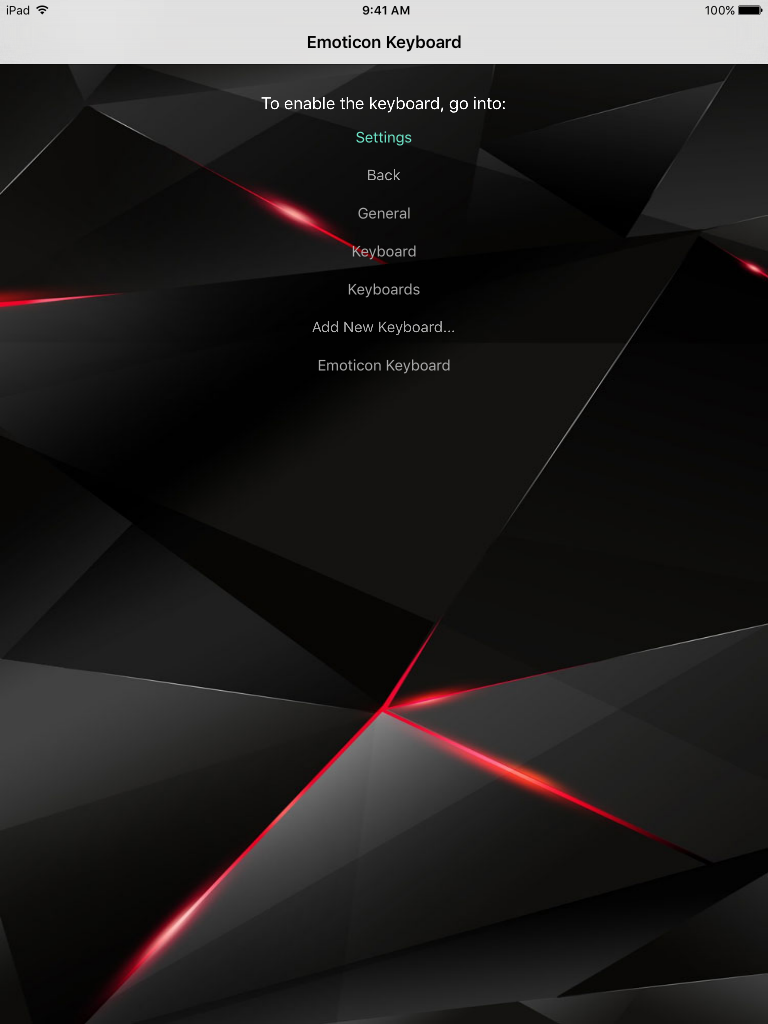 iPad 9:41 AM 100%
Emoticon Keyboard
To enable the keyboard, go into:
Settings
Back
General
Keyboard
Keyboards
Add New Keyboard...
Emoticon Keyboard